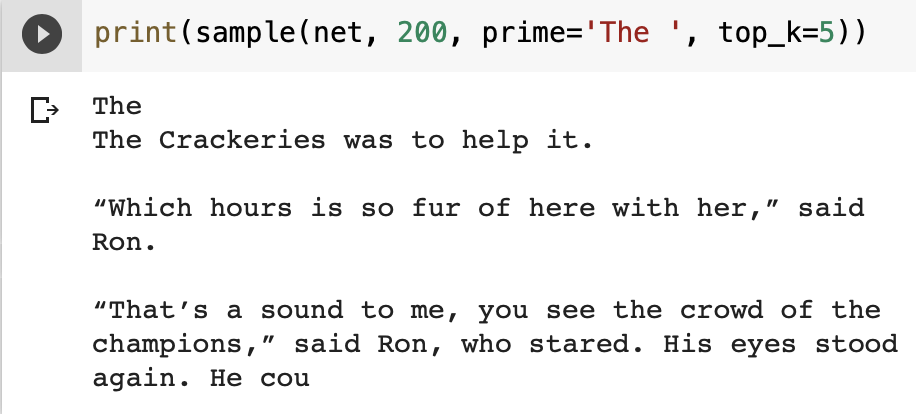 print(sample(net, 200, prime='The ', top_k=5))
The
The Crackeries was to help it.
“Which hours is so fur of here with her,” said
Ron.
“That’s a sound to me, you see the crowd of the
champions,” said Ron, who stared. His eyes stood
again. He cou